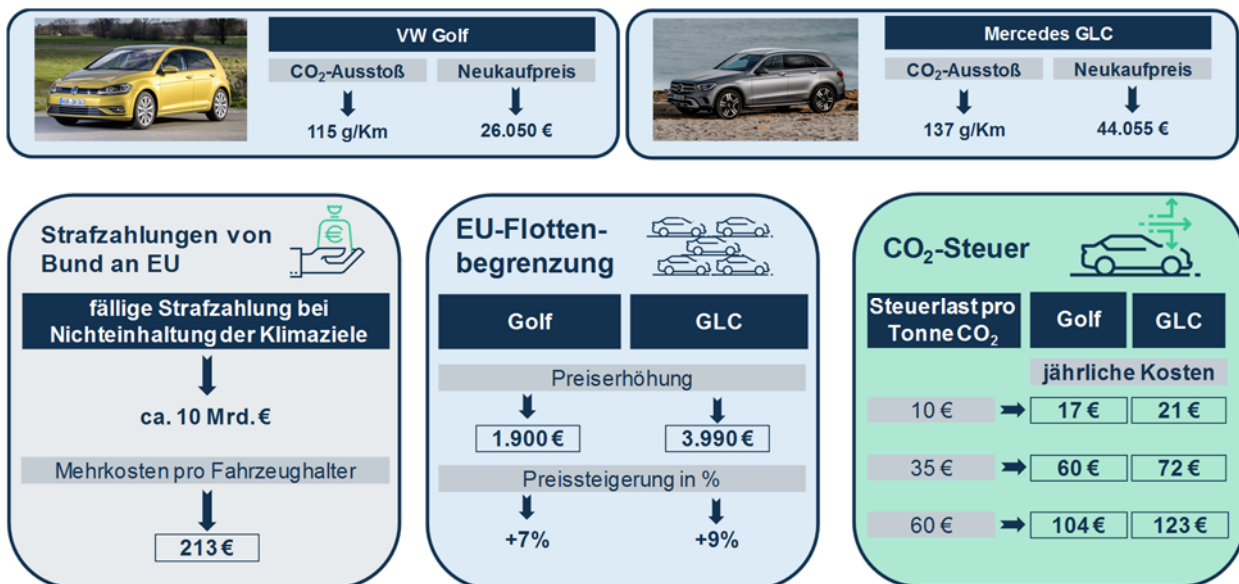 VW Golf
CO₂-Ausstoß
Neukaufpreis
115 g/Km
26.050 €
Mercedes GLC
CO₂-Ausstoß
Neukaufpreis
137 g/Km
44.055 €
Strafzahlungen von
Bund an EU
€
fällige Strafzahlung bei
Nichteinhaltung der Klimaziele
ca. 10 Mrd. €
Mehrkosten pro Fahrzeughalter
213 €
EU-Flotten-
begrenzung
Golf
GLC
Preiserhöhung
1.900 €
3.990 €
Preissteigerung in %
+7%
+9%
CO₂-Steuer
Steuerlast pro
Tonne CO₂
Golf
GLC
jährliche Kosten
10 €
17 €
21 €
35 €
60 €
72 €
60 €
104 €
123 €